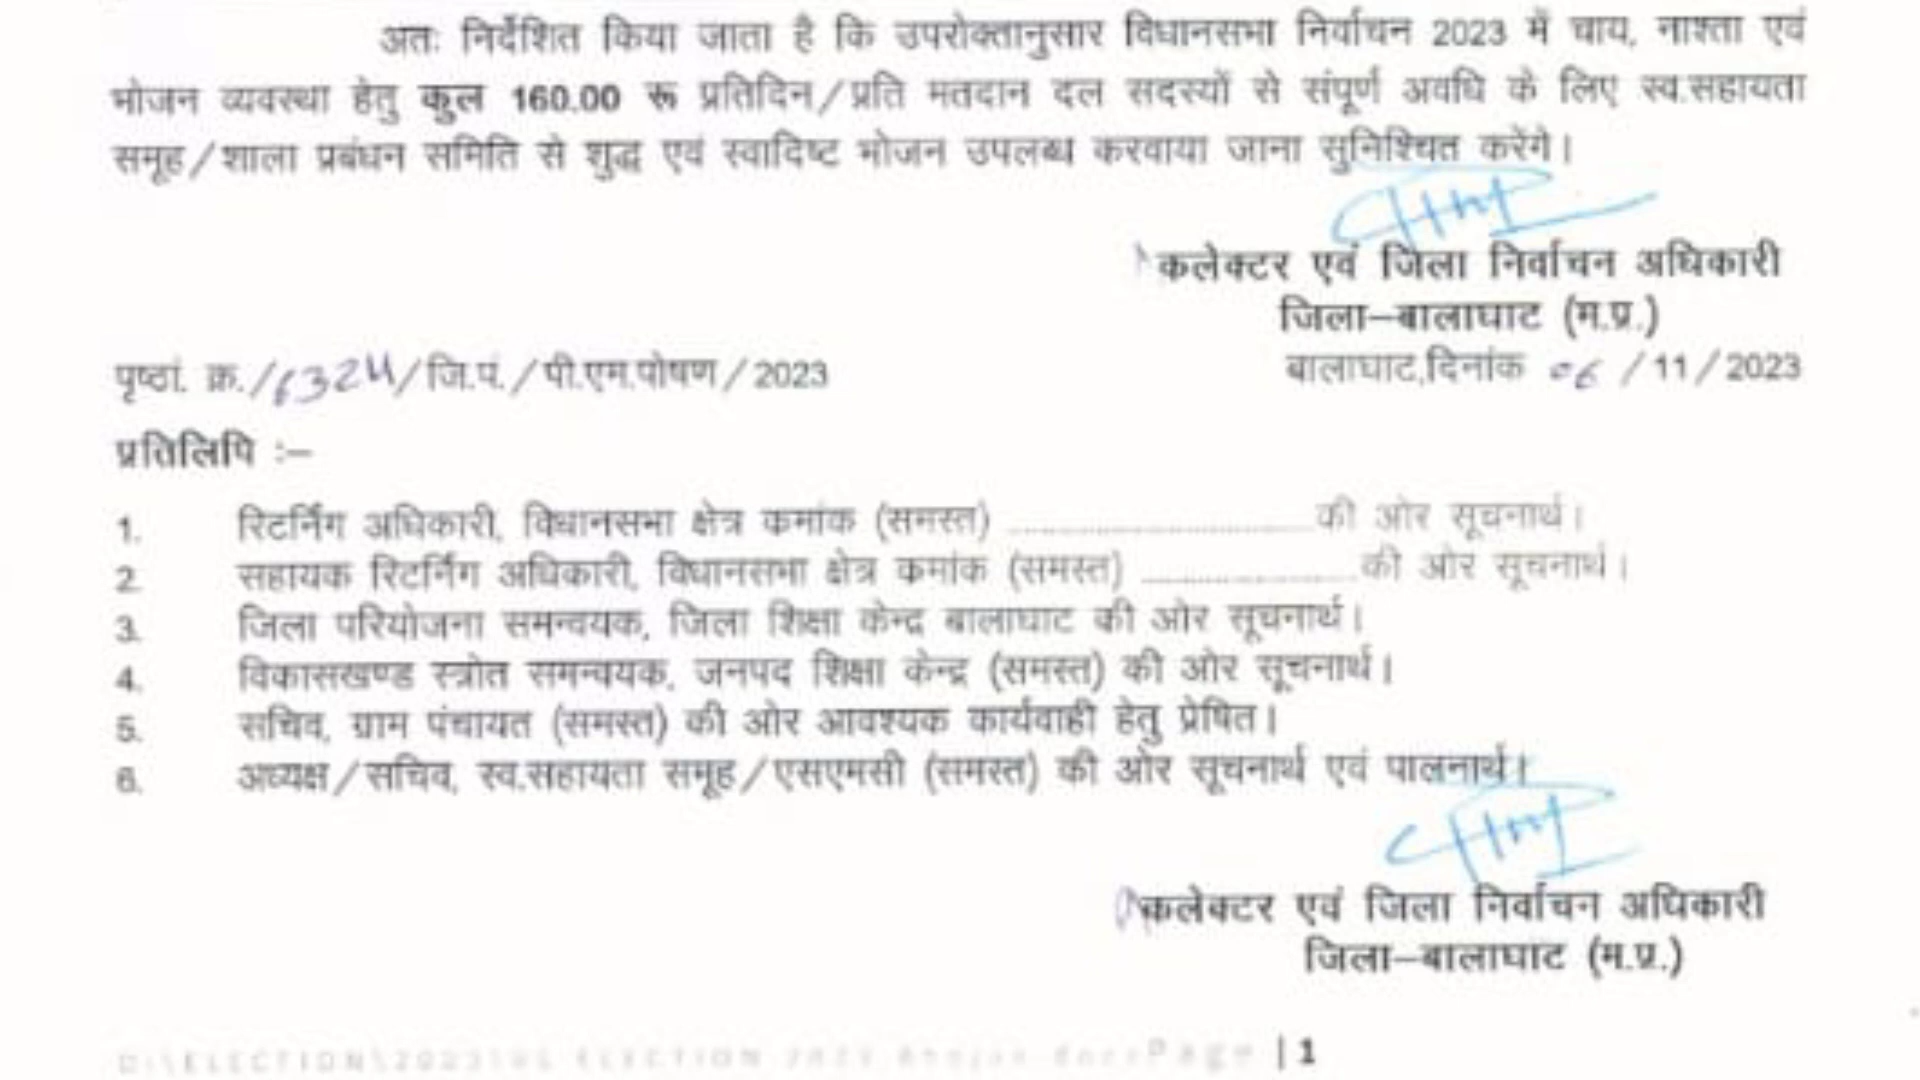 अतः निर्देशित किया जाता है कि उपरोक्तानुसार विधानसभा निर्वाचन 2023 में चाय, नाश्ता एवं
भोजन व्यवस्था हेतु कुल 160.00 रू प्रतिदिन/प्रति मतदान दल सदस्यों से संपूर्ण अवधि के लिए स्व.सहायता
समूह/शाला प्रबंधन समिति से शुद्ध एवं स्वादिष्ट भोजन उपलब्ध करवाया जाना सुनिश्चित करेंगे।
कलेक्टर एवं जिला निर्वाचन अधिकारी
जिला–बालाघाट (म.प्र.)
पृष्ठां. क्र./6324/जि.पं./पी.एम.पोषण/2023
बालाघाट,दिनांक 06/11/2023
प्रतिलिपि :–
1. रिटर्निंग अधिकारी, विधानसभा क्षेत्र कमांक (समस्त) ..............................की ओर सूचनार्थ।
2. सहायक रिटर्निंग अधिकारी, विधानसभा क्षेत्र कमांक (समस्त) ......................की ओर सूचनार्थ।
3. जिला परियोजना समन्वयक, जिला शिक्षा केन्द्र बालाघाट की ओर सूचनार्थ।
4. विकासखण्ड स्त्रोत समन्वयक, जनपद शिक्षा केन्द्र (समस्त) की ओर सूचनार्थ।
5. सचिव, ग्राम पंचायत (समस्त) की ओर आवश्यक कार्यवाही हेतु प्रेषित।
6. अध्यक्ष/सचिव, स्व.सहायता समूह/एसएमसी (समस्त) की ओर सूचनार्थ एवं पालनार्थ।
कलेक्टर एवं जिला निर्वाचन अधिकारी
जिला–बालाघाट (म.प्र.)
D:\ELECTION\2023\ ELECTION 2023 Page | 1